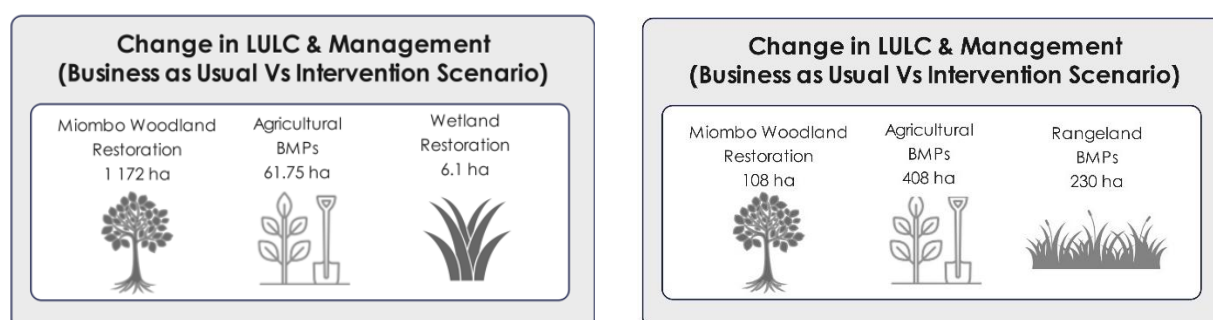 Change in LULC & Management
(Business as Usual Vs Intervention Scenario)
Miombo Woodland
Restoration
1 172 ha
Agricultural
BMPs
61.75 ha
Wetland
Restoration
6.1 ha
Change in LULC & Management
(Business as Usual Vs Intervention Scenario)
Miombo Woodland
Restoration
108 ha
Agricultural
BMPs
408 ha
Rangeland
BMPs
230 ha